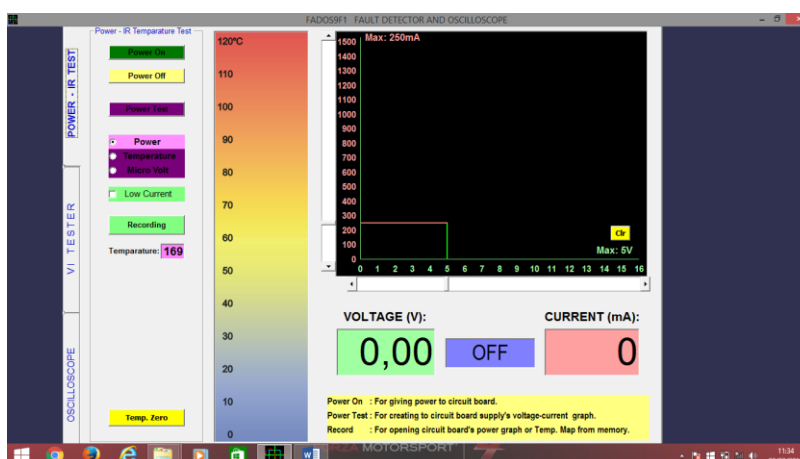 FADOS9F1 FAULT DETECTOR AND OSCILLOSCOPE
POWER - IR TEST
VI TESTER
OSCILLOSCOPE
Power - IR Temparature Test
Power On
Power Off
Power Test
Power
Temperature
Micro Volt
Low Current
Recording
Temparature: 169
Temp. Zero
120ºC
110
100
90
80
70
60
50
40
30
20
10
0
Max: 250mA
1500
1400
1300
1200
1100
1000
900
800
700
600
500
400
300
200
100
0
Clr
Max: 5V
0 1 2 3 4 5 6 7 8 9 10 11 12 13 14 15 16
VOLTAGE (V):
CURRENT (mA):
0,00
OFF
0
Power On : For giving power to circuit board.
Power Test : For creating to circuit board supply's voltage-current graph.
Record : For opening circuit board's power graph or Temp. Map from memory.
MOTORSPORT
11:34